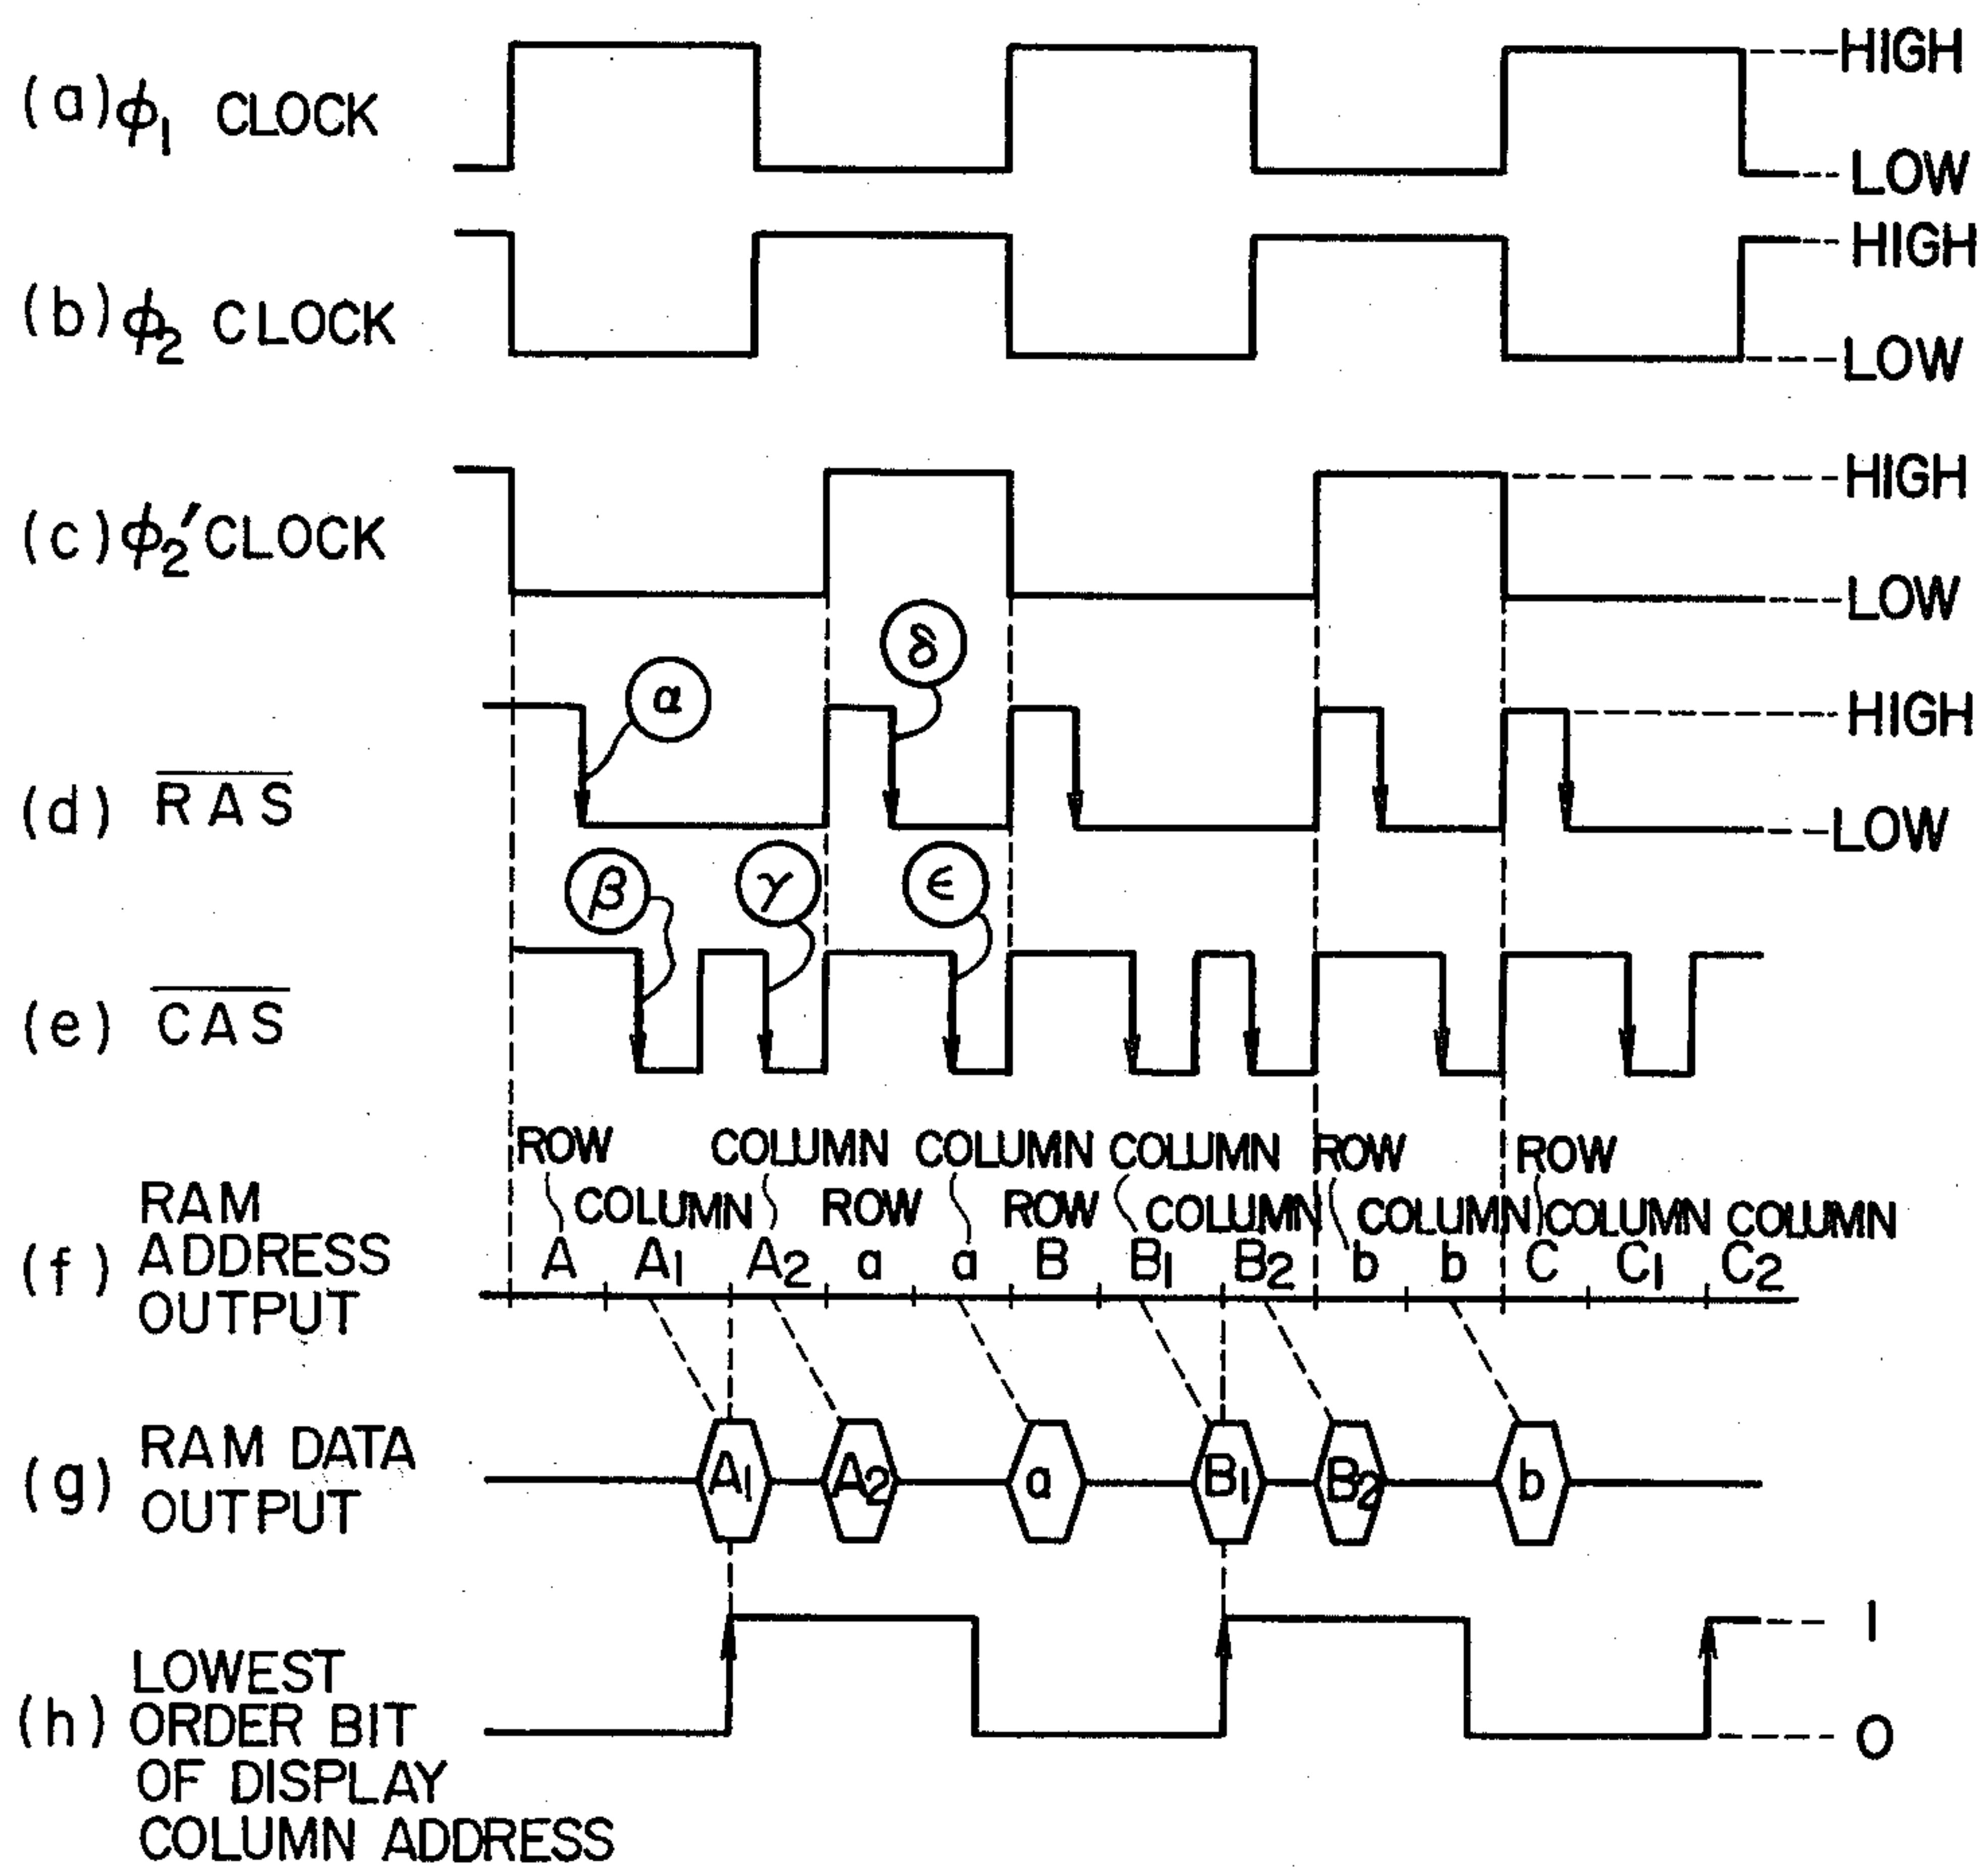 (a) ϕ1 CLOCK
HIGH
LOW
(b) ϕ2 CLOCK
HIGH
LOW
(c) ϕ2′ CLOCK
HIGH
LOW
δ
α
(d) RAS
HIGH
LOW
β
γ
ϵ
(e) CAS
ROW COLUMN COLUMN COLUMN ROW ROW
COLUMN ROW ROW COLUMN COLUMN COLUMN COLUMN
(f) RAM
ADDRESS
OUTPUT
A A1 A2 a a B B1 B2 b b C C1 C2
(g) RAM DATA
OUTPUT
A1 A2 a B1 B2 b
1
(h) LOWEST
ORDER BIT
OF DISPLAY
COLUMN ADDRESS
0